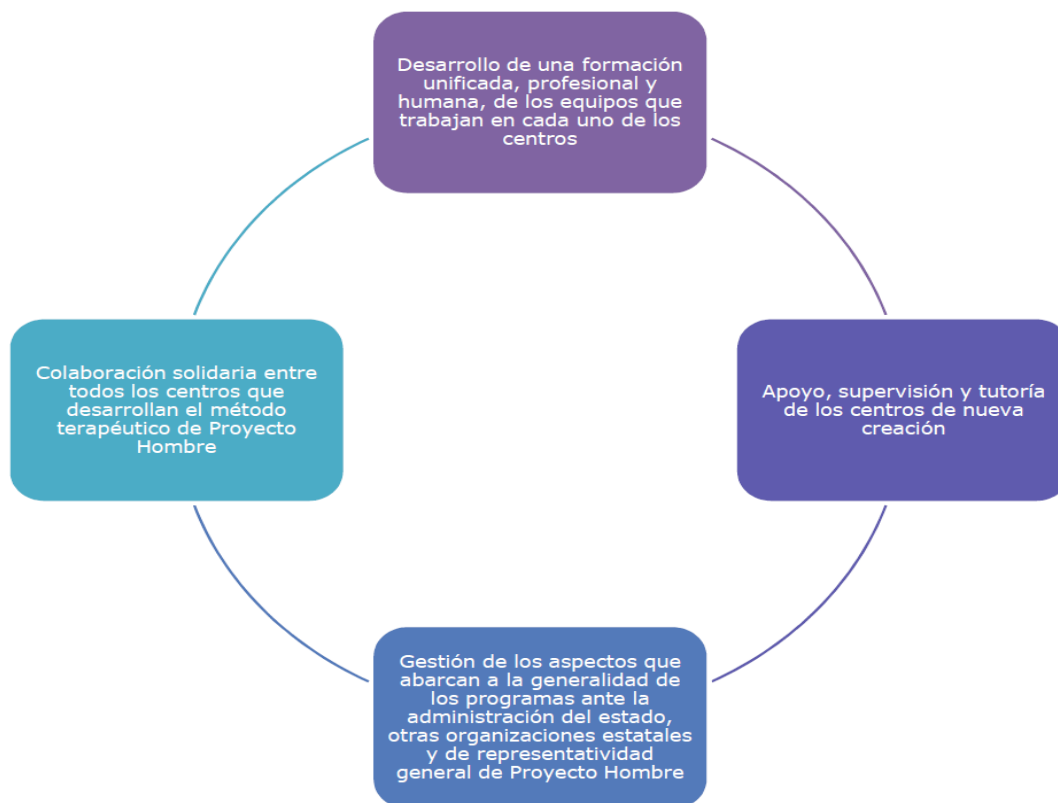 Desarrollo de una formación
unificada, profesional y
humana, de los equipos que
trabajan en cada uno de los
centros
Apoyo, supervisión y tutoría
de los centros de nueva
creación
Gestión de los aspectos que
abarcan a la generalidad de
los programas ante la
administración del estado,
otras organizaciones estatales
y de representatividad
general de Proyecto Hombre
Colaboración solidaria entre
todos los centros que
desarrollan el método
terapéutico de Proyecto
Hombre